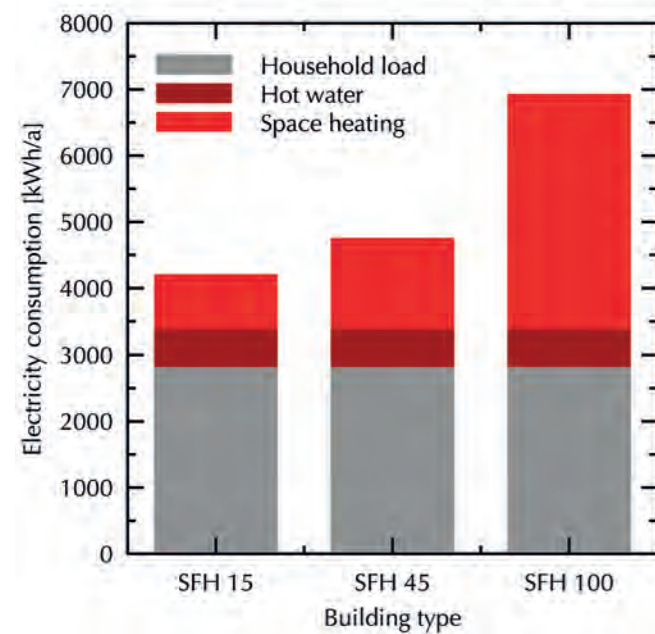 8000
7000
6000
5000
4000
3000
2000
1000
0
Electricity consumption [kWh/a]
Household load
Hot water
Space heating
SFH 15 SFH 45 SFH 100
Building type